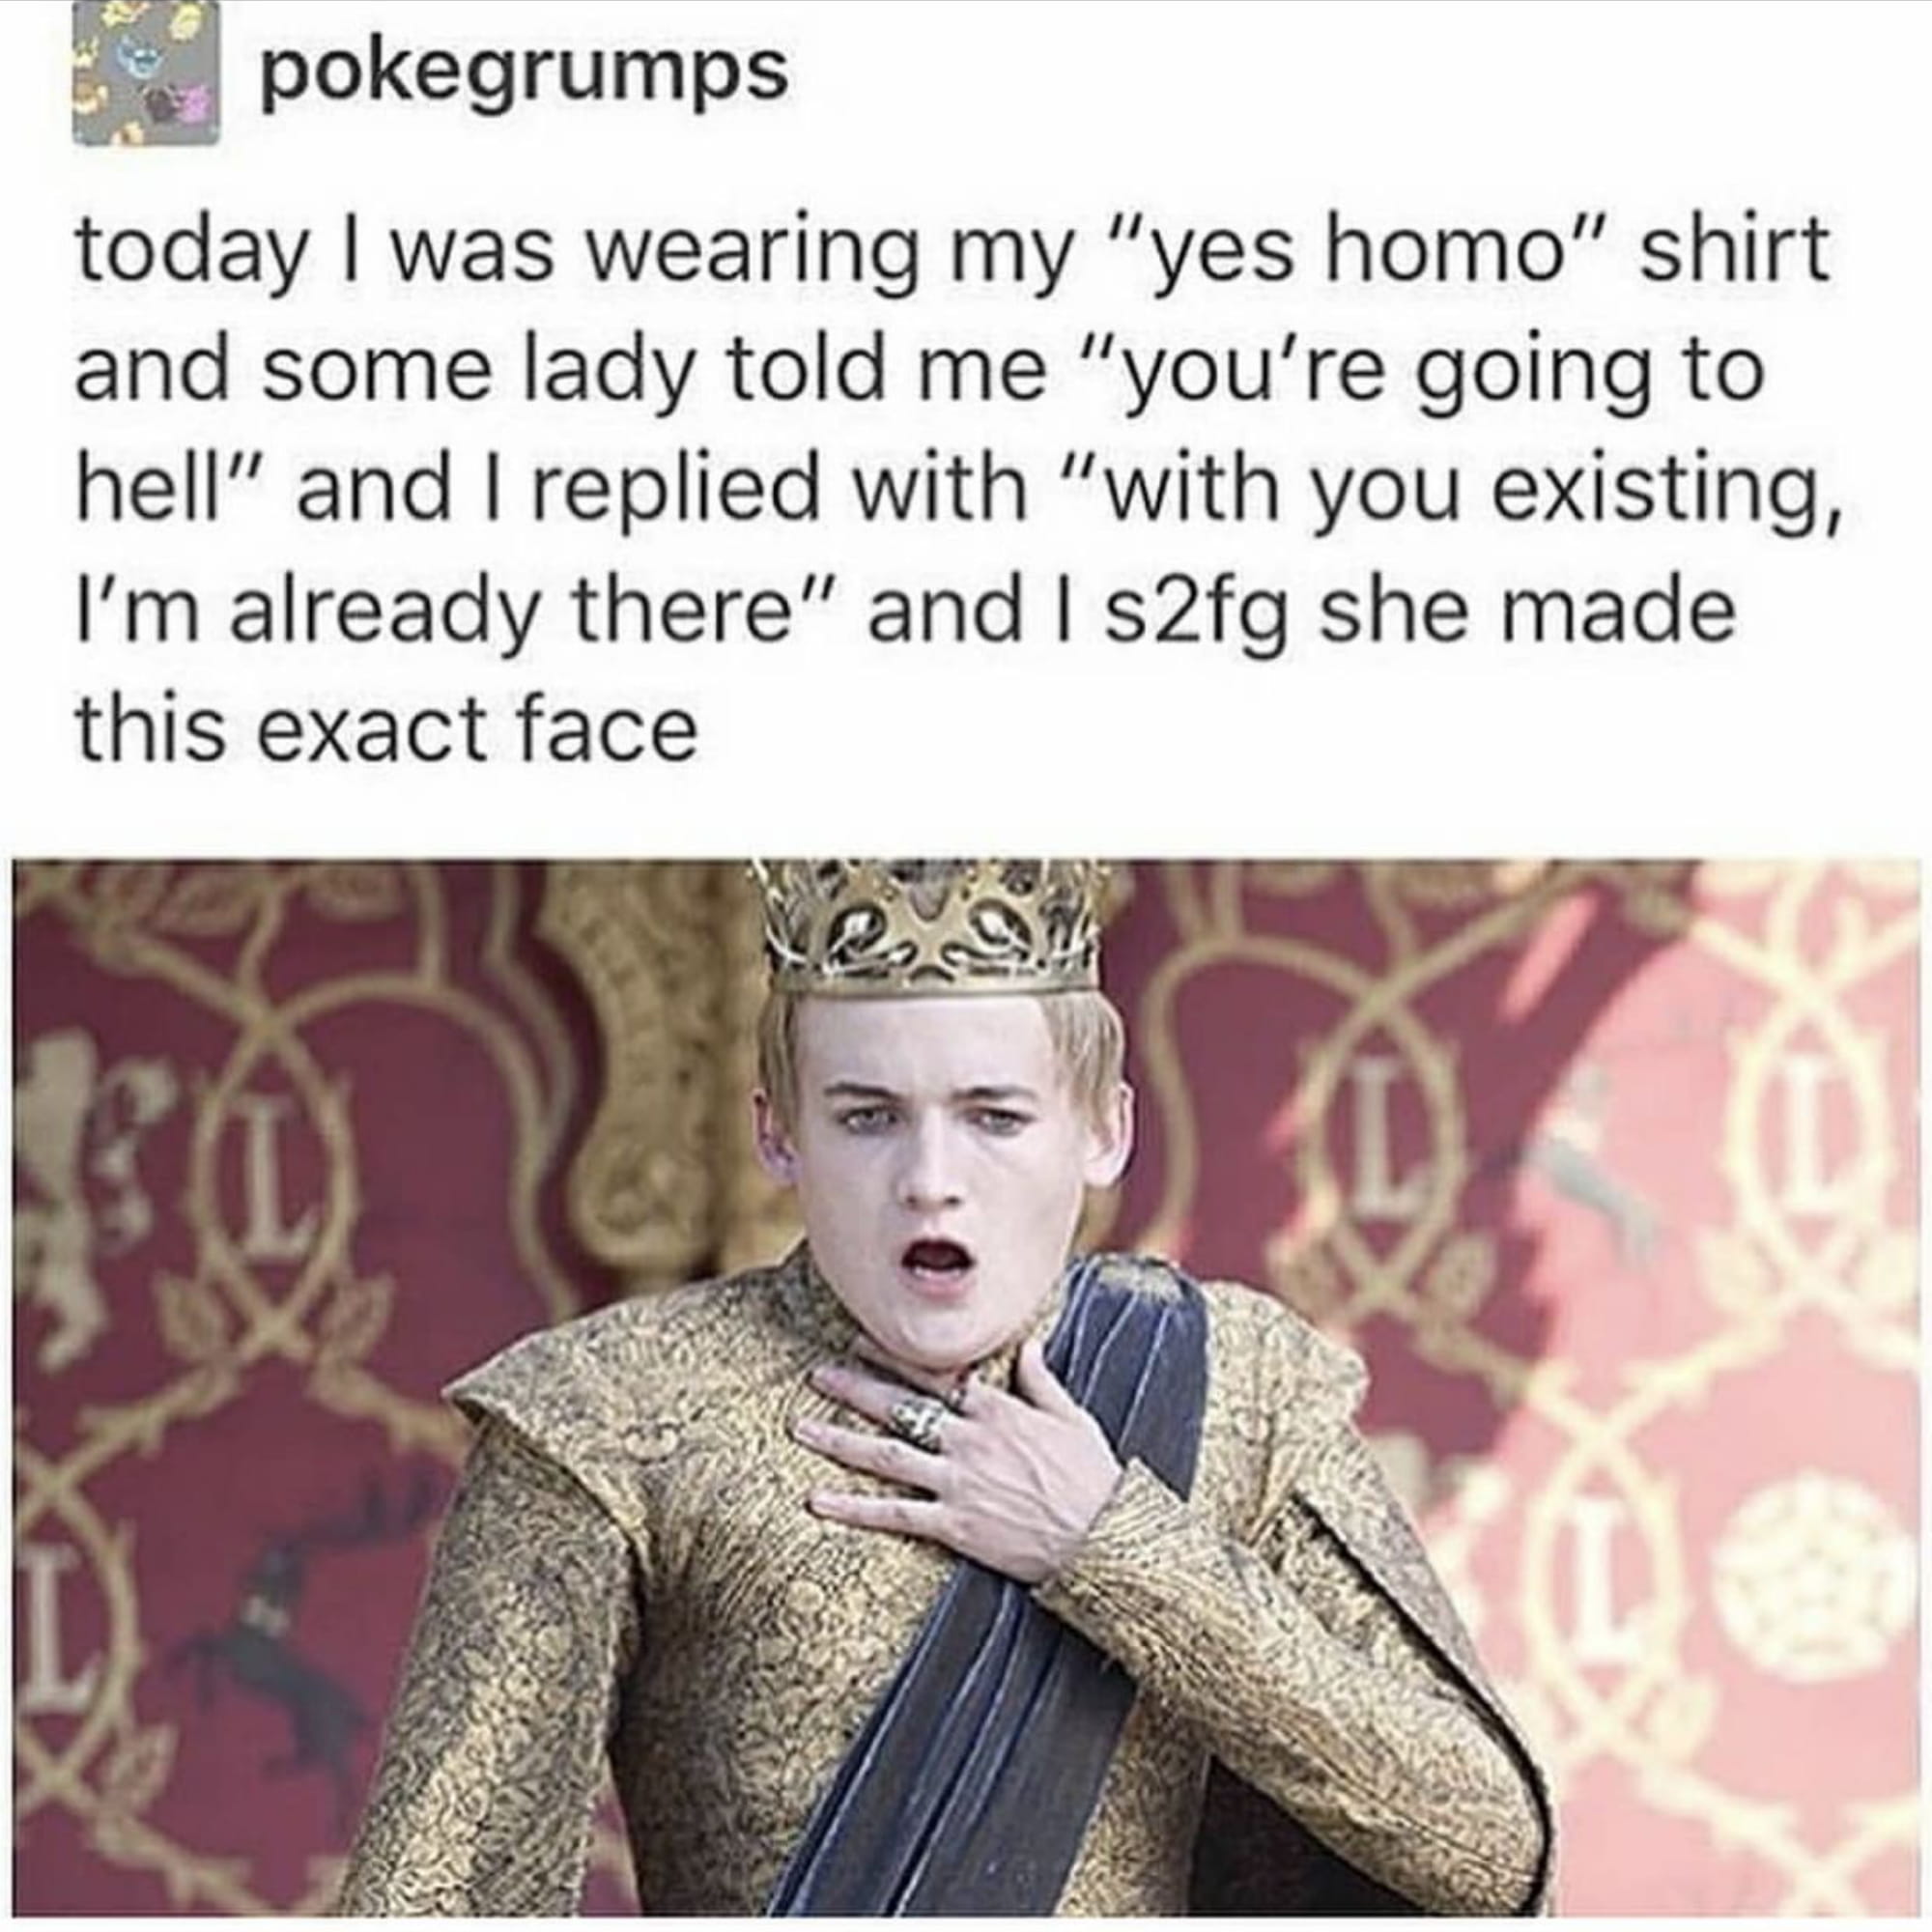 pokegrumps
today I was wearing my “yes homo” shirt
and some lady told me “you’re going to
hell” and I replied with “with you existing,
I’m already there” and I s2fg she made
this exact face
L
L
L
L
L